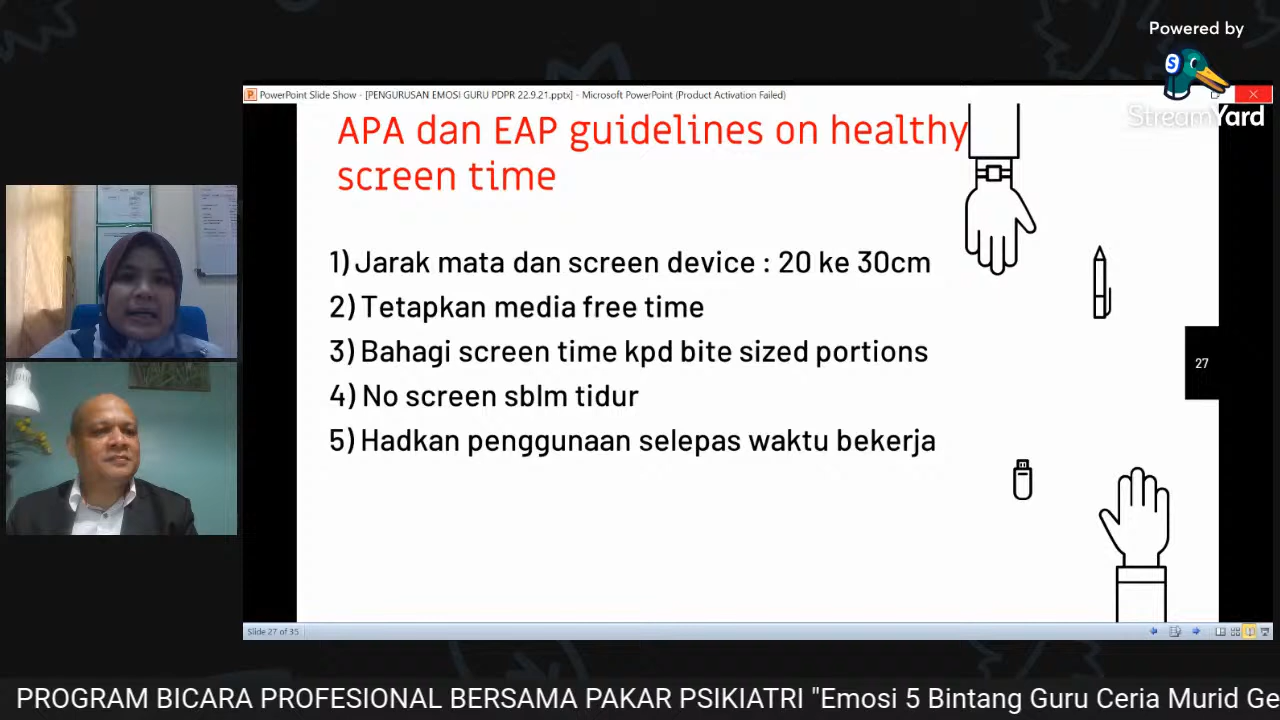 Powered by
StreamYard
PowerPoint Slide Show - [PENGURUSAN EMOSI GURU PDPR 22.9.21.pptx] - Microsoft PowerPoint (Product Activation Failed)
APA dan EAP guidelines on healthy
screen time
1) Jarak mata dan screen device : 20 ke 30cm
2) Tetapkan media free time
3) Bahagi screen time kpd bite sized portions
4) No screen sblm tidur
5) Hadkan penggunaan selepas waktu bekerja
27
Slide 27 of 35
PROGRAM BICARA PROFESIONAL BERSAMA PAKAR PSIKIATRI "Emosi 5 Bintang Guru Ceria Murid Ge